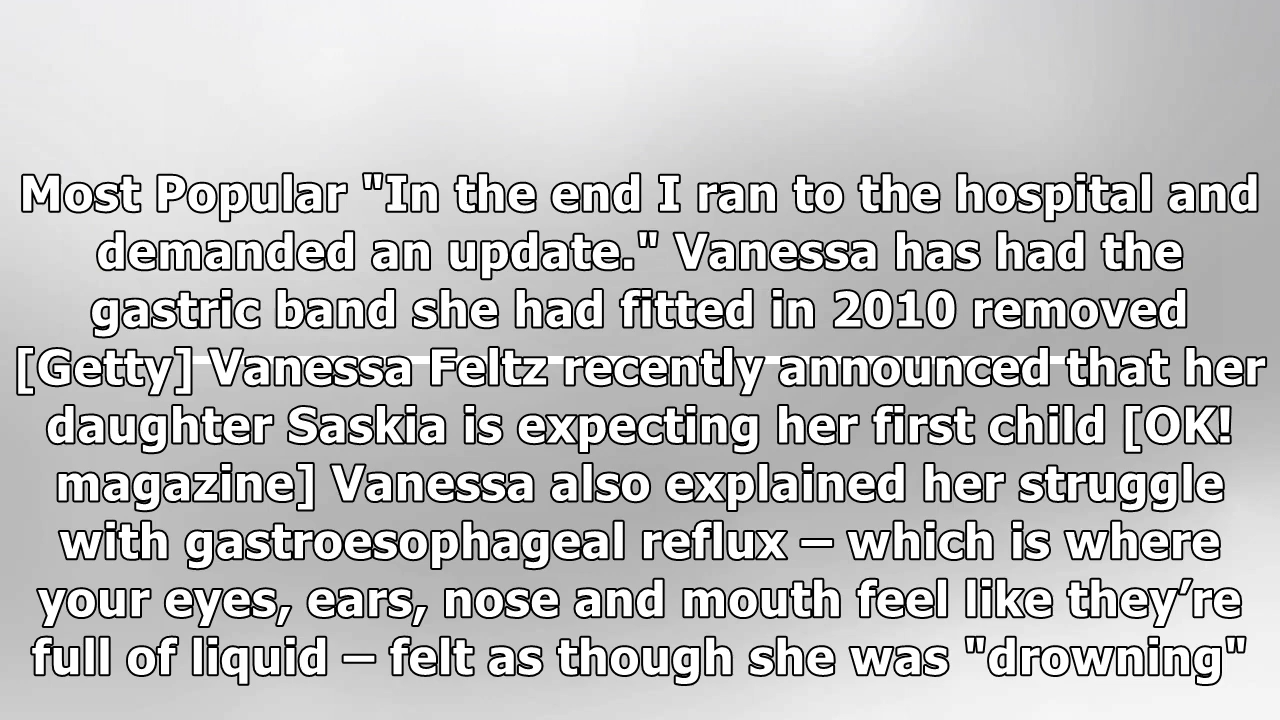 Most Popular "In the end I ran to the hospital and
demanded an update." Vanessa has had the
gastric band she had fitted in 2010 removed
[Getty] Vanessa Feltz recently announced that her
daughter Saskia is expecting her first child [OK!
magazine] Vanessa also explained her struggle
with gastroesophageal reflux – which is where
your eyes, ears, nose and mouth feel like they’re
full of liquid – felt as though she was "drowning"